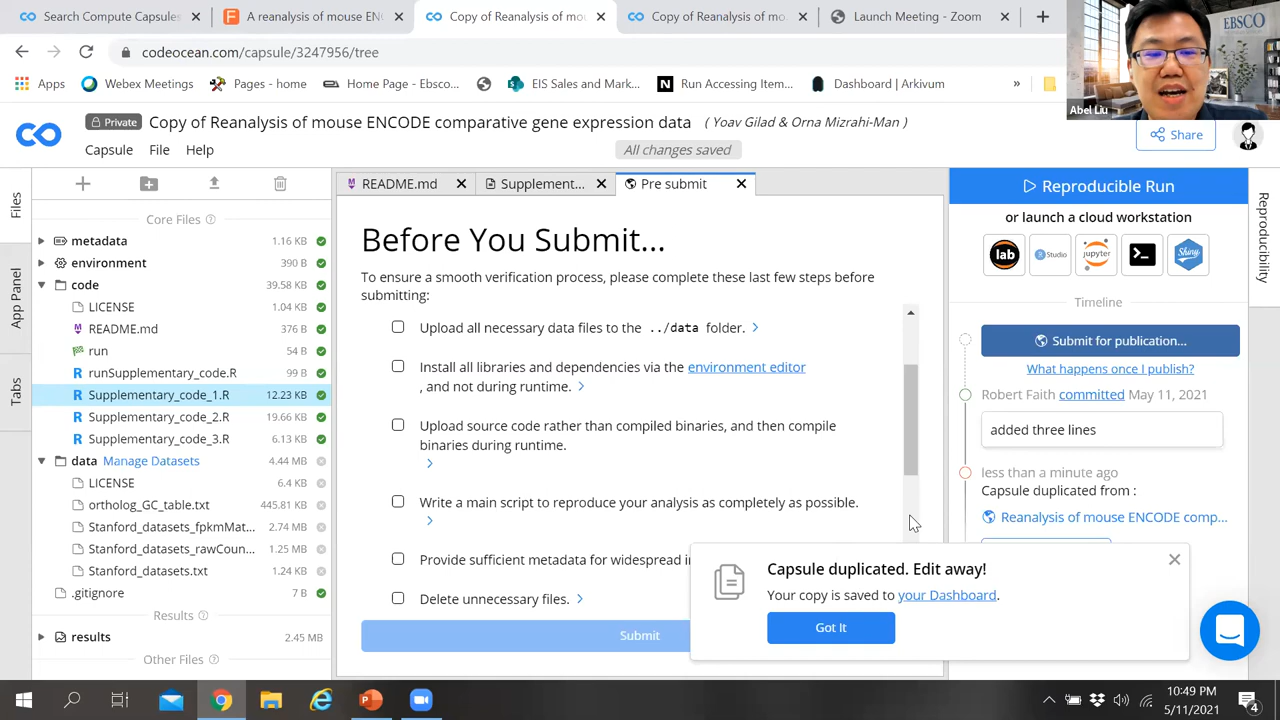 Search Compute Capsules
A reanalysis of mouse EN
Copy of Reanalysis of mo
Copy of Reanalysis of mo
Launch Meeting - Zoom
codeocean.com/capsule/3247956/tree
Apps
Webex Meetings
Pages - home
Home Page - Ebsco...
EIS Sales and Mark...
Run Accessing Item...
Dashboard | Arkivum
»
EBSCO
Abel Liu
Private
Copy of Reanalysis of mouse ENCODE comparative gene expression data
( Yoav Gilad & Orna Mizrahi-Man )
Capsule
File
Help
All changes saved
Share
Files
App Panel
Tabs
Core Files
metadata 1.16 KB
environment 390 B
code 39.58 KB
LICENSE 1.04 KB
README.md 376 B
run 54 B
runSupplementary_code.R 99 B
Supplementary_code_1.R 12.23 KB
Supplementary_code_2.R 19.66 KB
Supplementary_code_3.R 6.13 KB
data Manage Datasets 4.44 MB
LICENSE 6.4 KB
ortholog_GC_table.txt 445.81 KB
Stanford_datasets_fpkmMat... 2.74 MB
Stanford_datasets_rawCoun... 1.25 MB
Stanford_datasets.txt 1.24 KB
.gitignore 7 B
Results
results 2.45 MB
Other Files
README.md
Supplement...
Pre submit
Before You Submit...
To ensure a smooth verification process, please complete these last few steps before
submitting:
Upload all necessary data files to the ../data folder.
Install all libraries and dependencies via the environment editor
, and not during runtime.
Upload source code rather than compiled binaries, and then compile
binaries during runtime.
Write a main script to reproduce your analysis as completely as possible.
Provide sufficient metadata for widespread
Delete unnecessary files.
Submit
Reproducible Run
or launch a cloud workstation
lab
Studio
jupyter
Shiny
Timeline
Submit for publication...
What happens once I publish?
Robert Faith committed May 11, 2021
added three lines
less than a minute ago
Capsule duplicated from :
Reanalysis of mouse ENCODE comp...
Reproducibility
Capsule duplicated. Edit away!
Your copy is saved to your Dashboard.
Got It
10:49 PM
5/11/2021
4